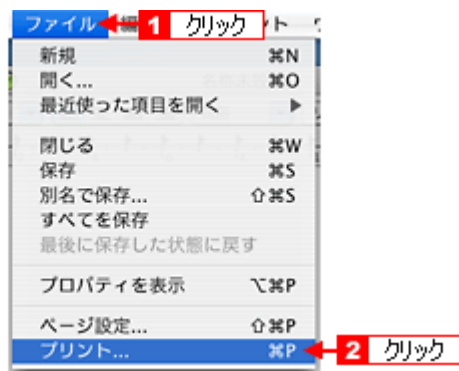 ファイル 1 クリック
新規 ⌘N
開く... ⌘O
最近使った項目を開く ▶
閉じる ⌘W
保存 ⌘S
別名で保存... ⇧⌘S
すべてを保存
最後に保存した状態に戻す
プロパティを表示 ⌥⌘P
ページ設定... ⇧⌘P
プリント... ⌘P 2 クリック